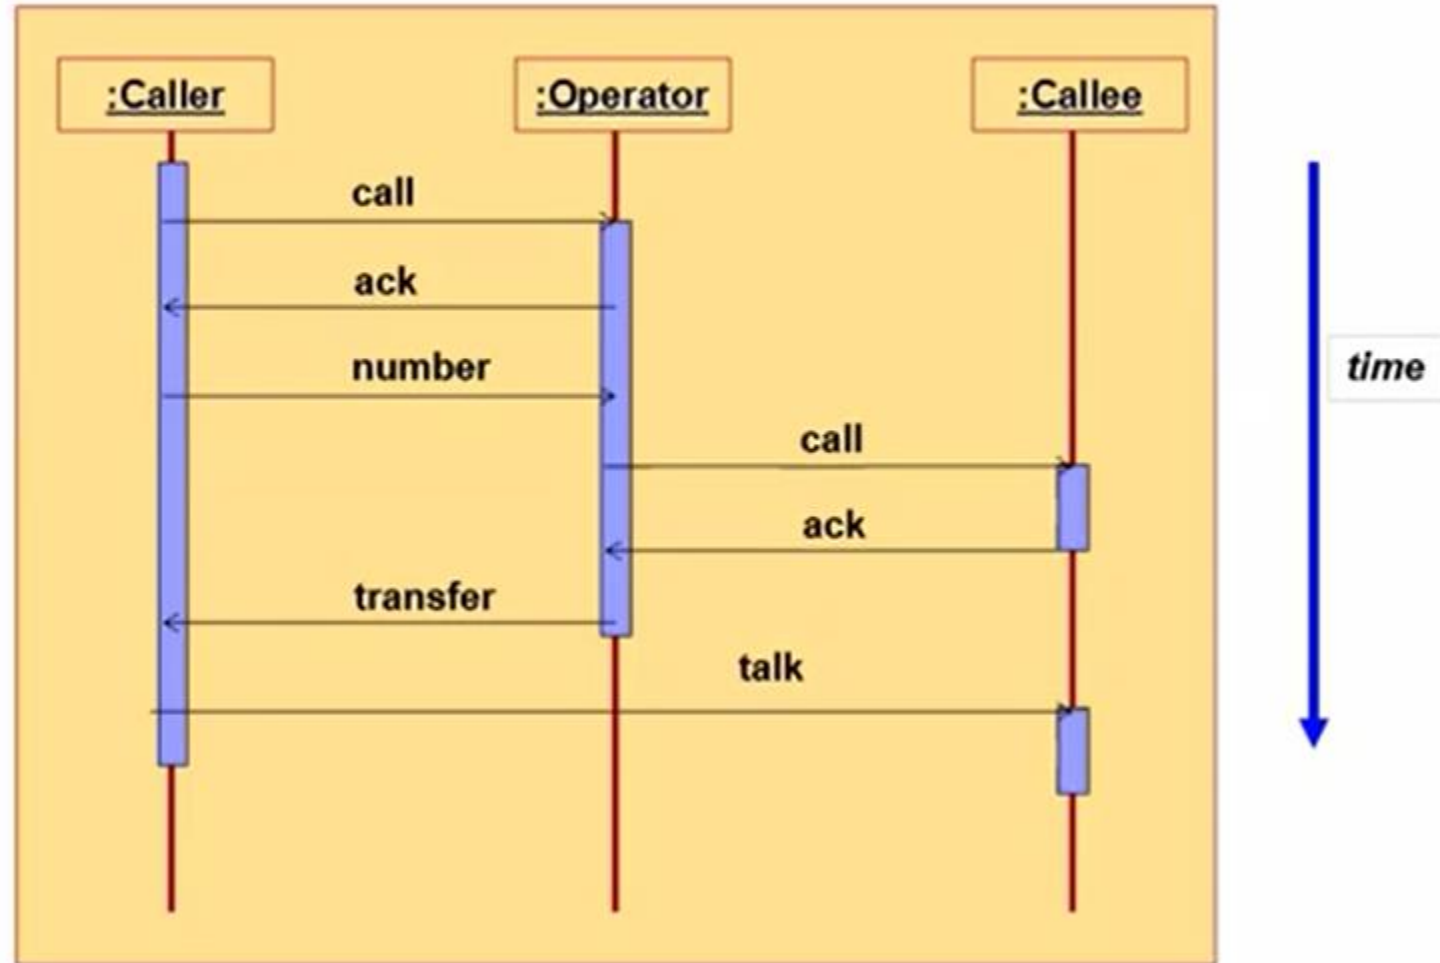 :Caller
:Operator
:Callee
call
ack
number
time
call
ack
transfer
talk